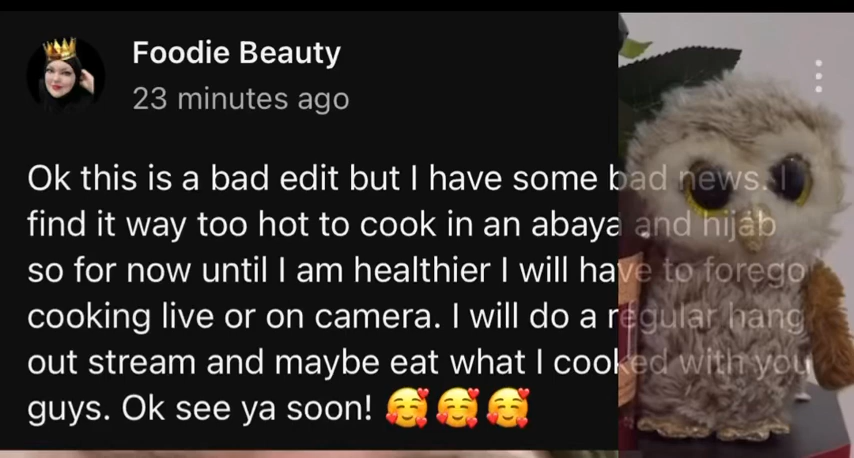 Foodie Beauty
23 minutes ago
Ok this is a bad edit but I have some bad news. I
find it way too hot to cook in an abaya and hijab
so for now until I am healthier I will have to forego
cooking live or on camera. I will do a regular hang
out stream and maybe eat what I cooked with you
guys. Ok see ya soon! 🥰🥰🥰